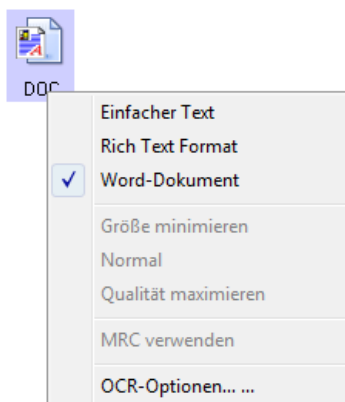 DOC
Einfacher Text
Rich Text Format
Word-Dokument
Größe minimieren
Normal
Qualität maximieren
MRC verwenden
OCR-Optionen... ...